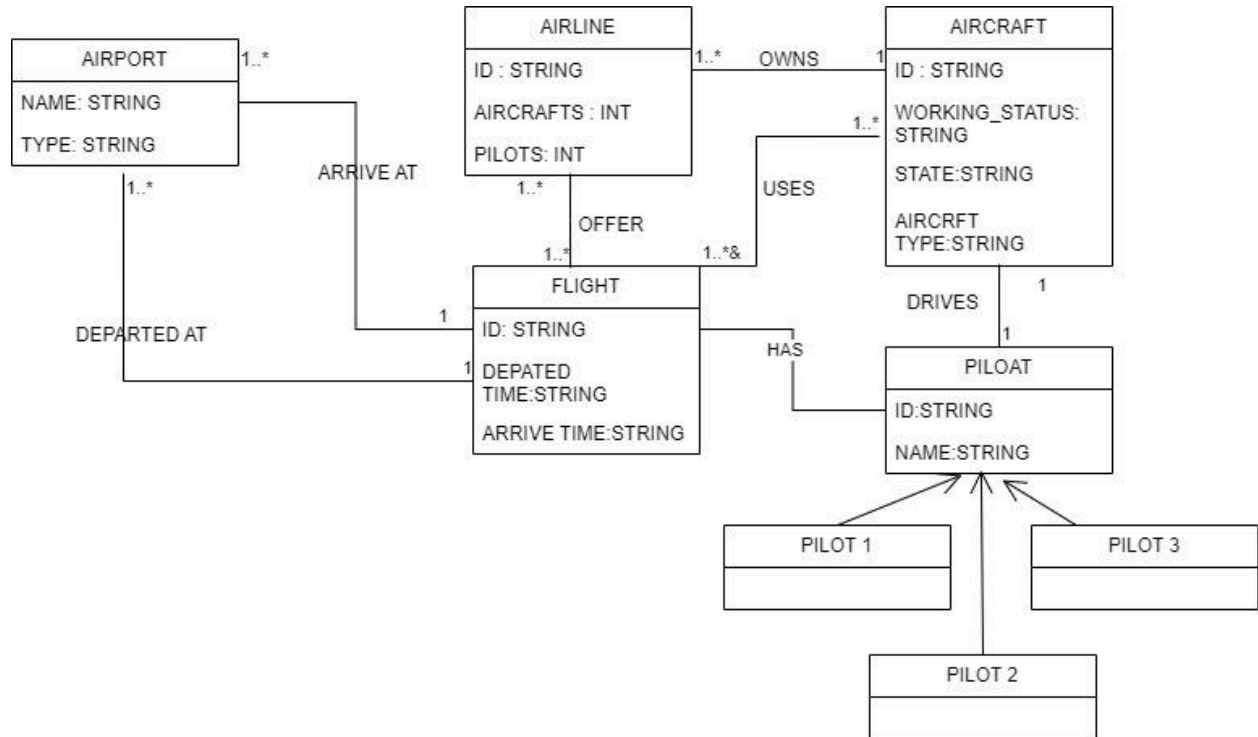 AIRPORT
NAME: STRING
TYPE: STRING
1..*
1..*
ARRIVE AT
DEPARTED AT
AIRLINE
ID : STRING
AIRCRAFTS : INT
PILOTS: INT
1..*
OWNS
1
1..*
OFFER
1..*
AIRCRAFT
ID : STRING
WORKING_STATUS:
STRING
STATE:STRING
AIRCRFT
TYPE:STRING
1..*
USES
1..*&
FLIGHT
ID: STRING
DEPATED
TIME:STRING
ARRIVE TIME:STRING
1
1
HAS
1
DRIVES
1
PILOAT
ID:STRING
NAME:STRING
PILOT 1
PILOT 3
PILOT 2